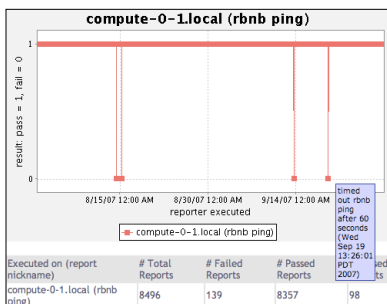 compute-0-1.local (rbnb ping)
result: pass = 1, fail = 0
1
0
8/15/07 12:00 AM
8/30/07 12:00 AM
9/14/07 12:00 AM
reporter executed
compute-0-1.local (rbnb ping)
timed
out rbnb
ping
after 60
seconds
(Wed
Sep 19
13:26:01
PDT
2007)
Executed on (report nickname)
# Total Reports
# Failed Reports
# Passed Reports
compute-0-1.local (rbnb ping)
8496
139
8357
98